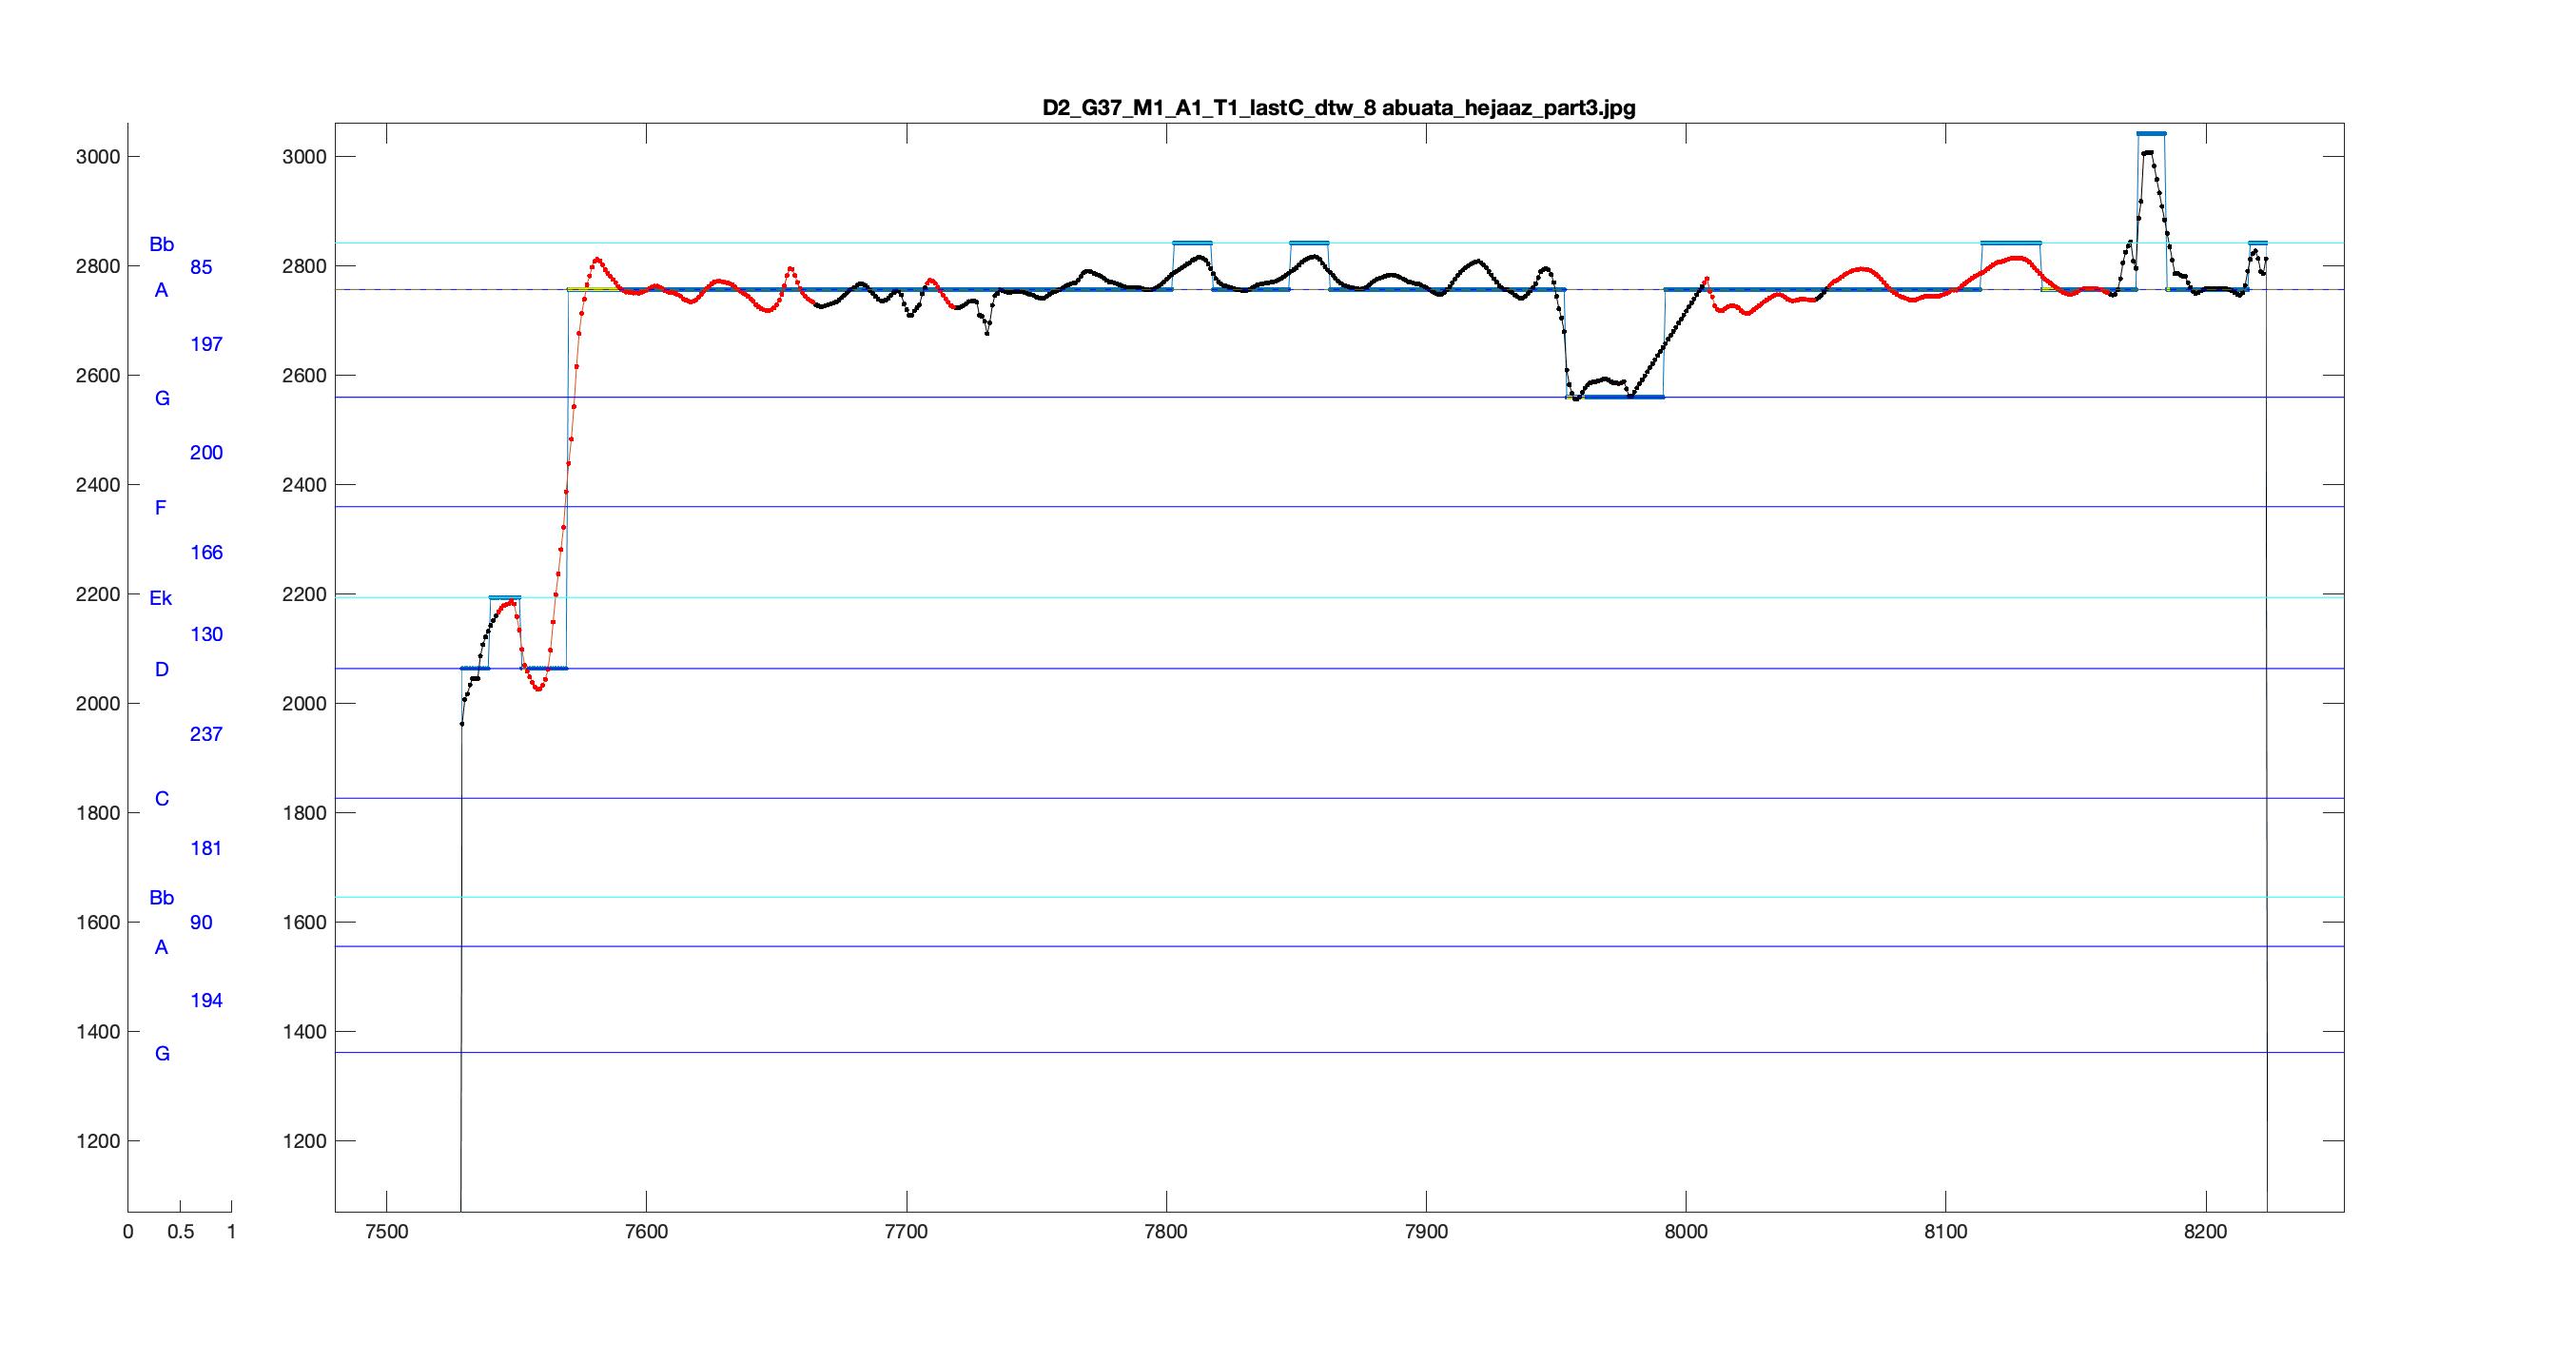 D2_G37_M1_A1_T1_lastC_dtw_8 abuata_hejaaz_part3.jpg
3000 3000
Bb
2800 85 2800
A
197
2600 2600
G
200
2400 2400
F
166
2200 Ek 2200
130
D
2000 2000
237
C
1800 1800
181
Bb
1600 90 1600
A
194
1400 1400
G
1200 1200
0 0.5 1 7500 7600 7700 7800 7900 8000 8100 8200